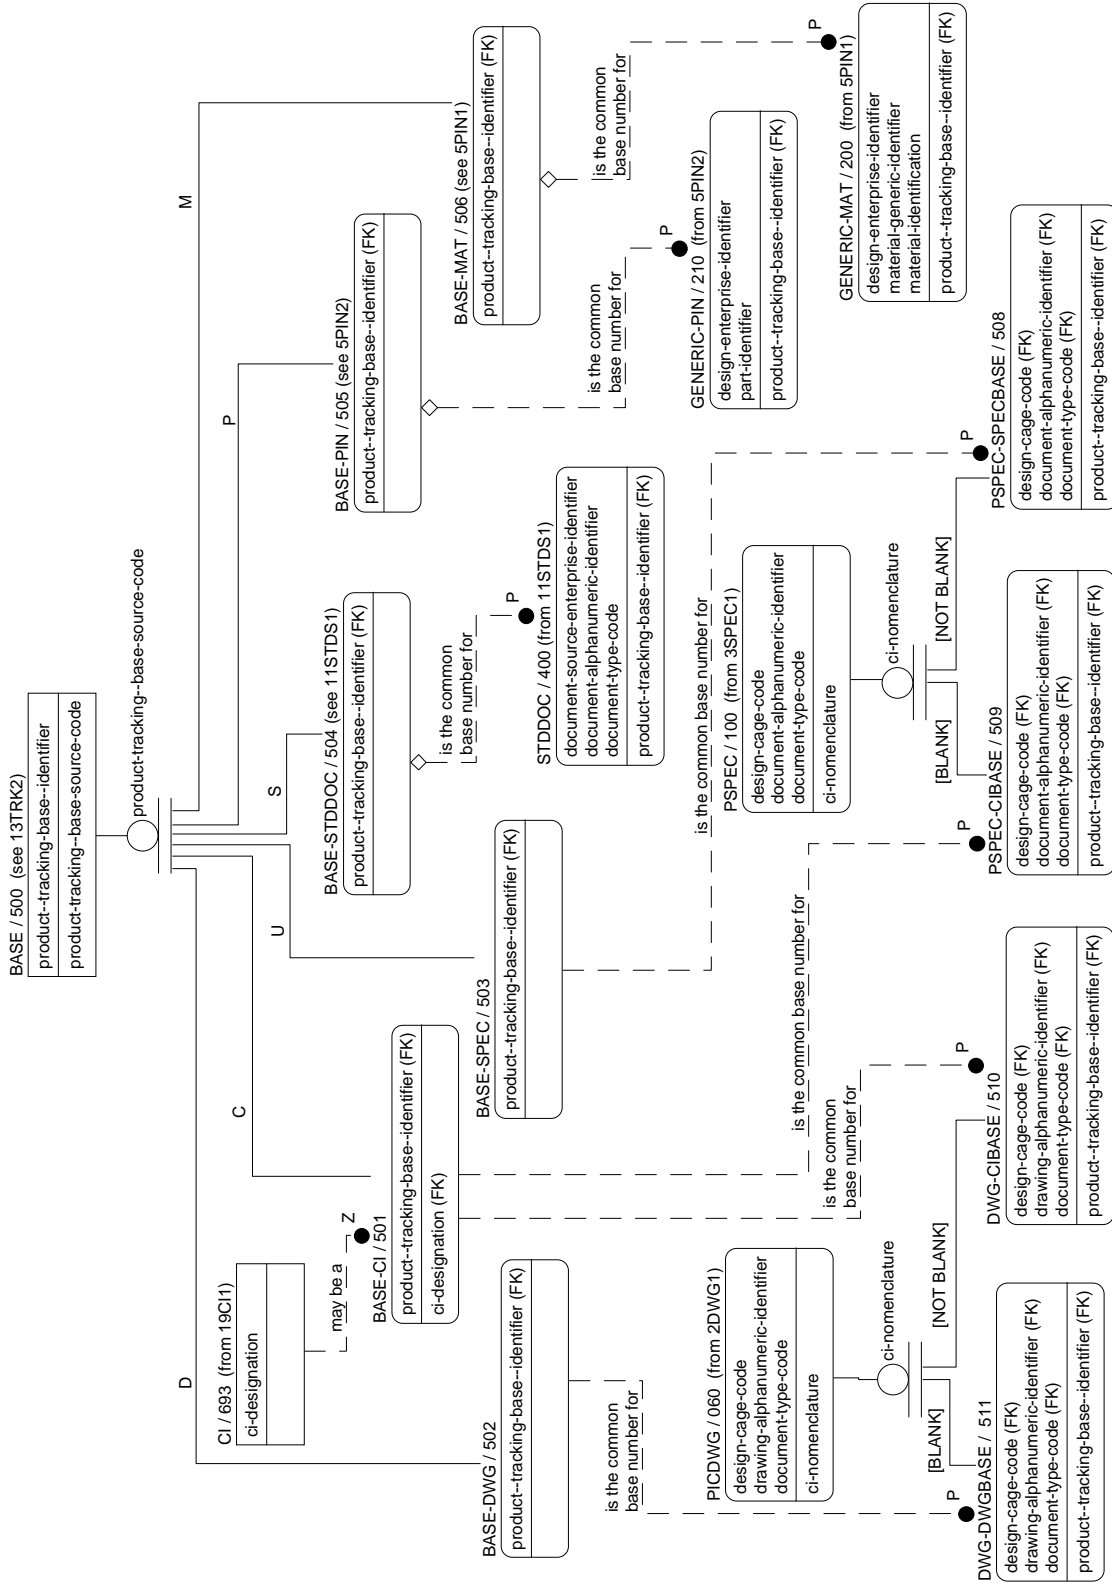 BASE / 500  (see 13TRK2)
product--tracking-base--identifier
product-tracking--base-source-code
product-tracking--base-source-code
D
C
U
S
P
M
CI / 693  (from 19CI1)
ci-designation
may be a
Z
BASE-CI / 501
product--tracking-base--identifier (FK)
ci-designation (FK)
BASE-DWG / 502
product--tracking-base--identifier (FK)
BASE-SPEC / 503
product--tracking-base--identifier (FK)
BASE-STDDOC / 504 (see 11STDS1)
product--tracking-base--identifier (FK)
BASE-PIN / 505 (see 5PIN2)
product--tracking-base--identifier (FK)
BASE-MAT / 506 (see 5PIN1)
product--tracking-base--identifier (FK)
is the common
base number for
is the common
base number for
P
STDDOC / 400 (from 11STDS1)
document-source-enterprise-identifier
document-alphanumeric-identifier
document-type-code
product--tracking-base--identifier (FK)
is the common
base number for
P
GENERIC-PIN / 210  (from 5PIN2)
design-enterprise-identifier
part-identifier
product--tracking-base--identifier (FK)
is the common
base number for
P
GENERIC-MAT / 200  (from 5PIN1)
design-enterprise-identifier
material-generic-identifier
material-identification
product--tracking-base--identifier (FK)
PICDWG / 060  (from 2DWG1)
design-cage-code
drawing-alphanumeric-identifier
document-type-code
ci-nomenclature
is the common
base number for
is the common base number for
is the common base number for
PSPEC / 100  (from 3SPEC1)
design-cage-code
document-alphanumeric-identifier
document-type-code
ci-nomenclature
ci-nomenclature
[BLANK]
[NOT BLANK]
ci-nomenclature
[BLANK]
[NOT BLANK]
P
DWG-DWGBASE /  511
design-cage-code (FK)
drawing-alphanumeric-identifier (FK)
document-type-code (FK)
product--tracking-base--identifier (FK)
P
DWG-CIBASE / 510
design-cage-code (FK)
drawing-alphanumeric-identifier (FK)
document-type-code (FK)
product--tracking-base--identifier (FK)
P
PSPEC-CIBASE / 509
design-cage-code (FK)
document-alphanumeric-identifier (FK)
document-type-code (FK)
product--tracking-base--identifier (FK)
P
PSPEC-SPECBASE / 508
design-cage-code (FK)
document-alphanumeric-identifier (FK)
document-type-code (FK)
product--tracking-base--identifier (FK)